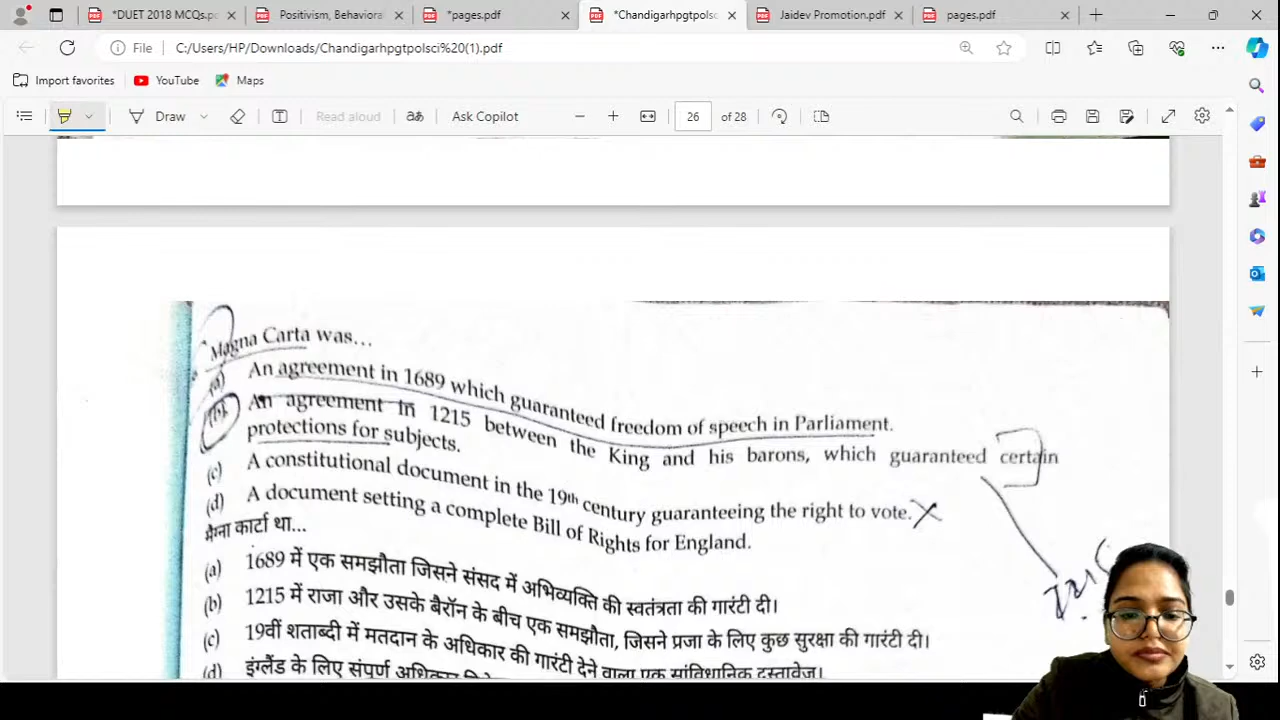 *DUET 2018 MCQs.p
Positivism, Behaviora
*pages.pdf
*Chandigarhpgtpolsc
Jaidev Promotion.pdf
pages.pdf
File
C:/Users/HP/Downloads/Chandigarhpgtpolsci%20(1).pdf
Import favorites
YouTube
Maps
Draw
Read aloud
Ask Copilot
26
of 28
Magna Carta was...
(a) An agreement in 1689 which guaranteed freedom of speech in Parliament.
(b) An agreement in 1215 between the King and his barons, which guaranteed certain
protections for subjects.
(c) A constitutional document in the 19th century guaranteeing the right to vote.
(d) A document setting a complete Bill of Rights for England.
मैग्ना कार्टा था...
(a) 1689 में एक समझौता जिसने संसद में अभिव्यक्ति की स्वतंत्रता की गारंटी दी।
(b) 1215 में राजा और उसके बैरॉन के बीच एक समझौता, जिसने प्रजा के लिए कुछ सुरक्षा की गारंटी दी।
(c) 19वीं शताब्दी में मतदान के अधिकार की गारंटी देने वाला एक सांविधानिक दस्तावेज।
(d) इंग्लैंड के लिए संपूर्ण अधिकार